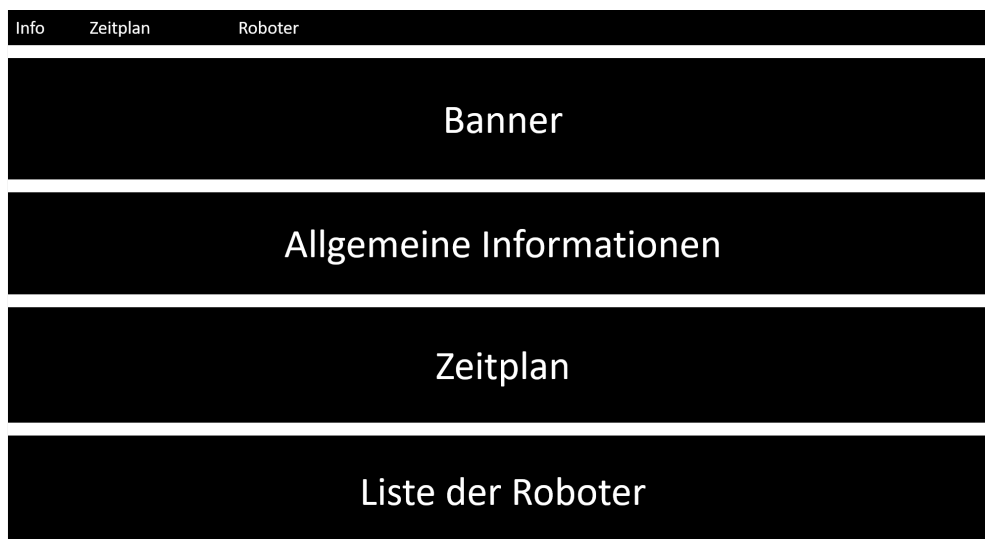 Info Zeitplan Roboter
Banner
Allgemeine Informationen
Zeitplan
Liste der Roboter